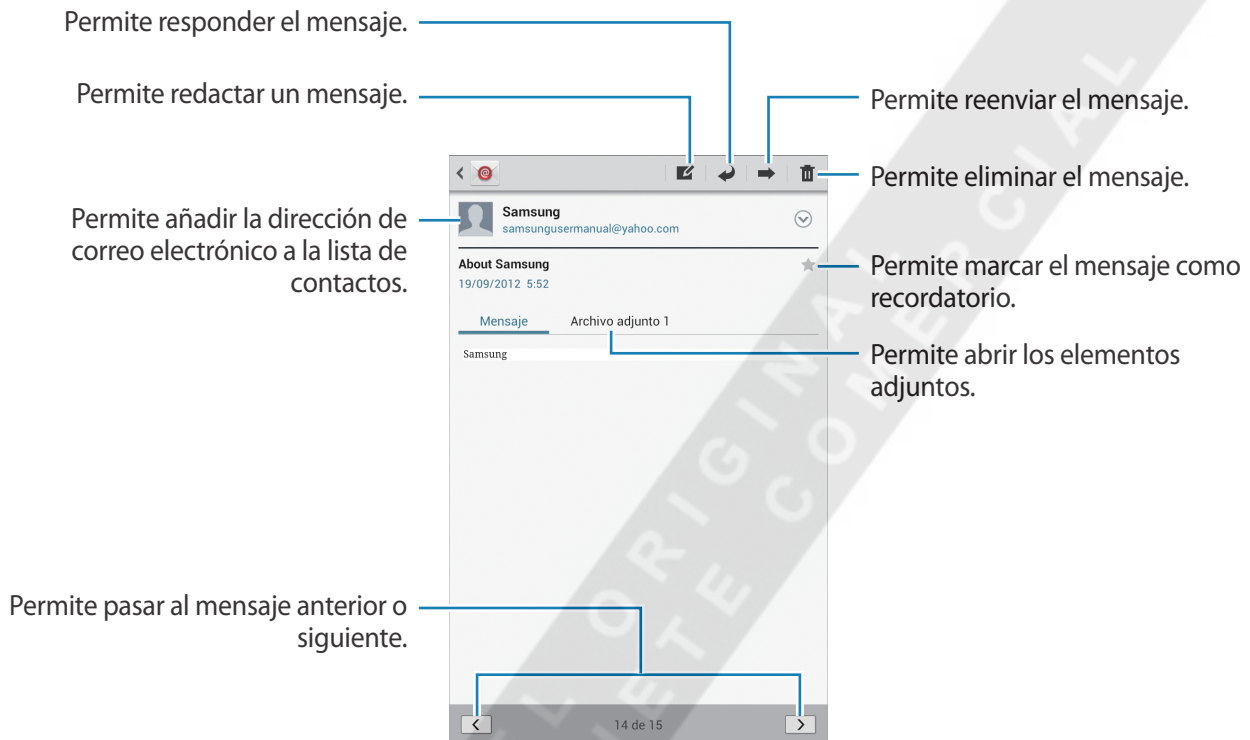 Permite responder el mensaje.
Permite redactar un mensaje.
Permite reenviar el mensaje.
Permite eliminar el mensaje.
Samsung
samsungusermanual@yahoo.com
Permite añadir la dirección de
correo electrónico a la lista de
contactos.
About Samsung
19/09/2012 5:52
Permite marcar el mensaje como
recordatorio.
Mensaje Archivo adjunto 1
Samsung
Permite abrir los elementos
adjuntos.
Permite pasar al mensaje anterior o
siguiente.
14 de 15
ORIGINAL
COMERCIAL